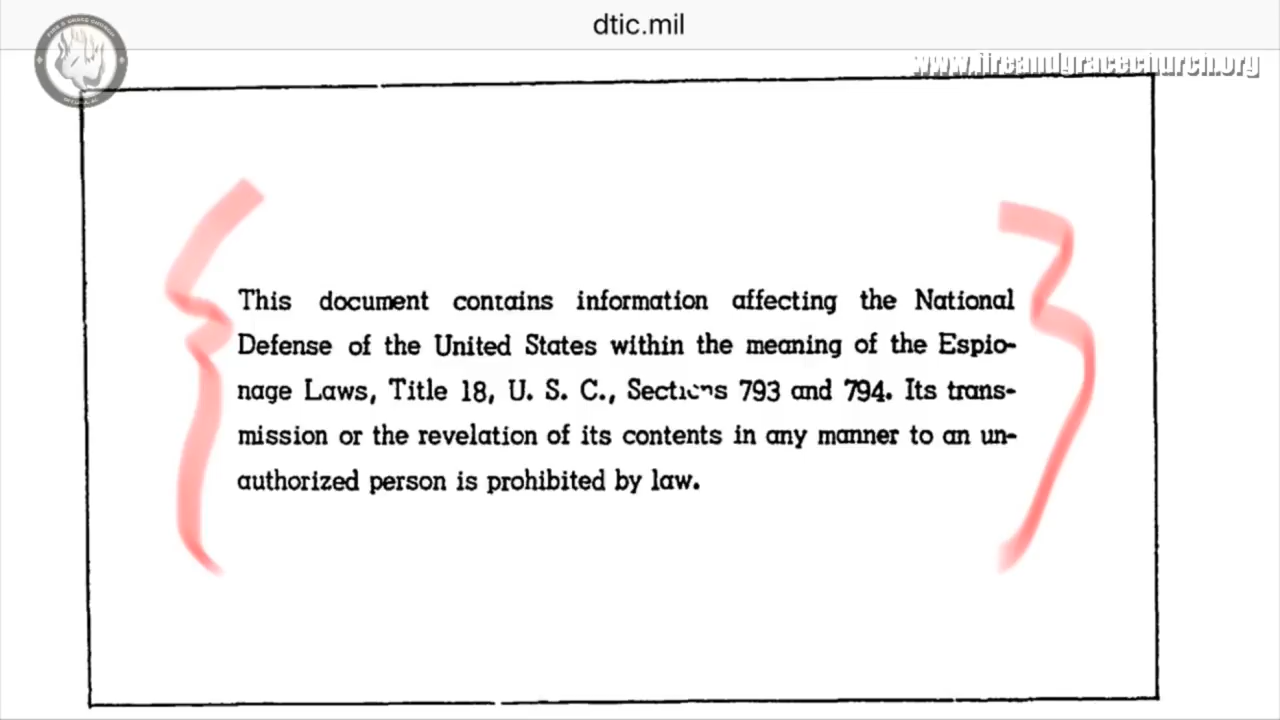 dtic.mil
www.fireandgracechurch.org
This document contains information affecting the National
Defense of the United States within the meaning of the Espio-
nage Laws, Title 18, U. S. C., Sections 793 and 794. Its trans-
mission or the revelation of its contents in any manner to an un-
authorized person is prohibited by law.